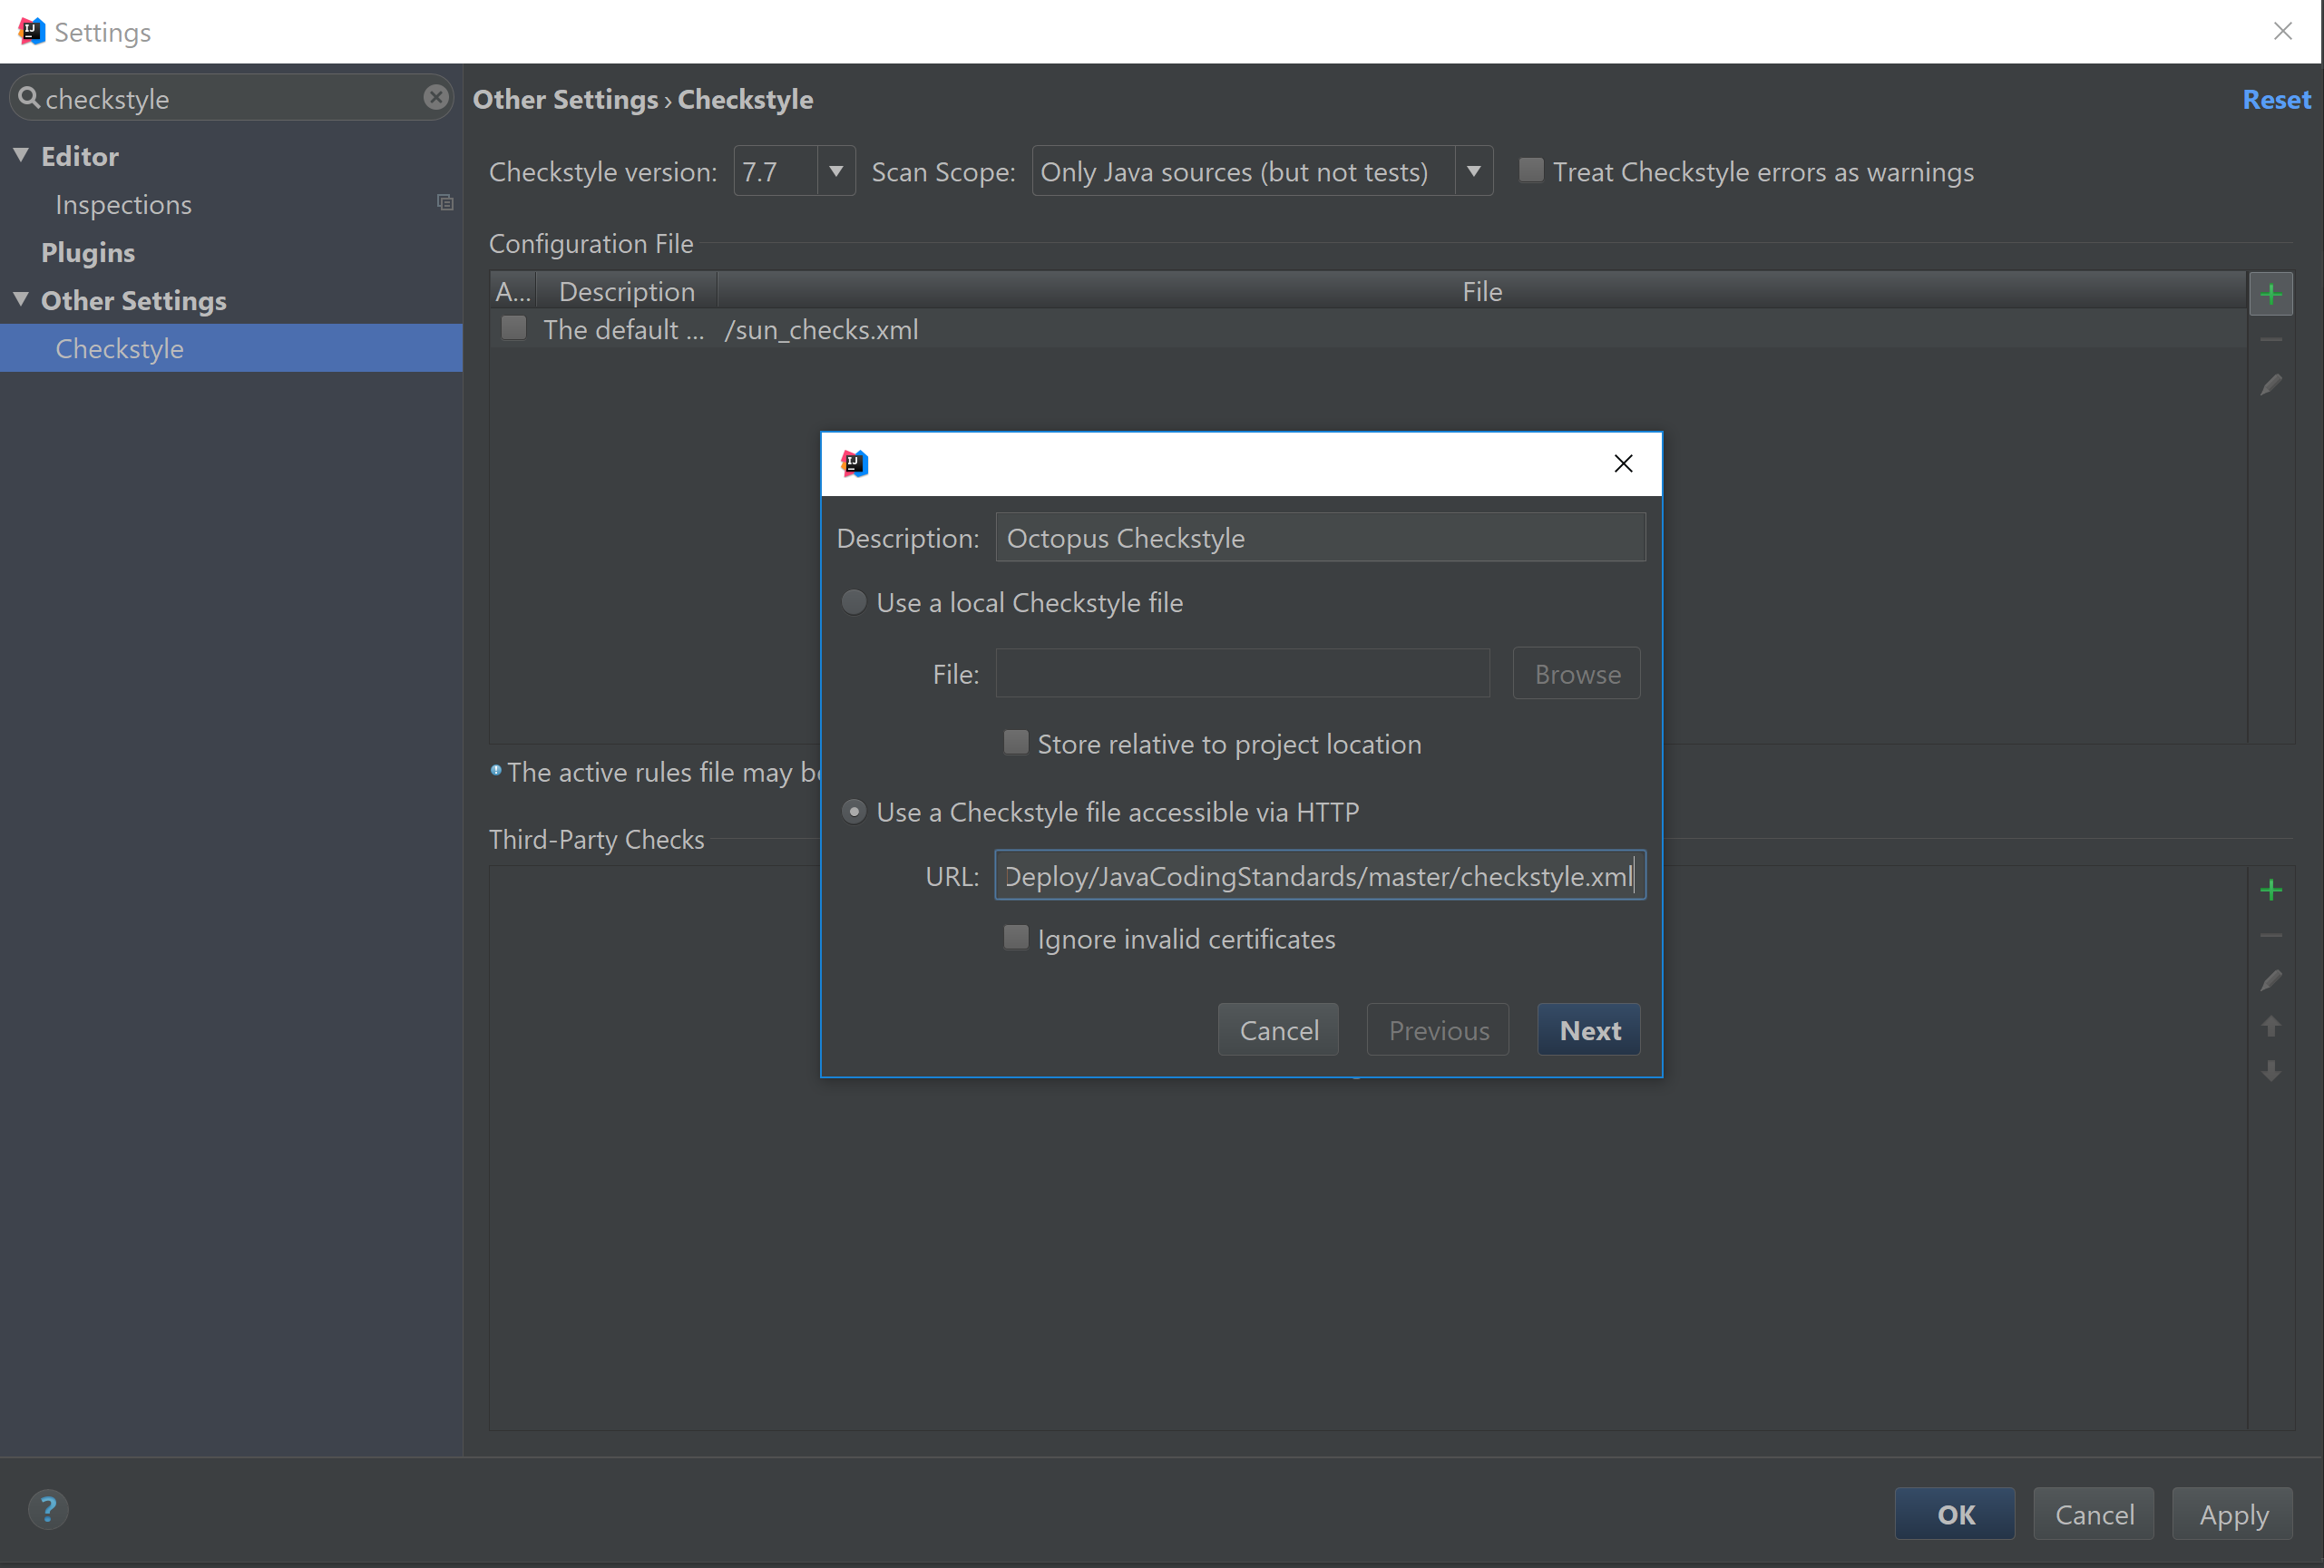 Settings
checkstyle
Other Settings › Checkstyle
Reset
Editor
Inspections
Plugins
Other Settings
Checkstyle
Checkstyle version: 7.7 Scan Scope: Only Java sources (but not tests) Treat Checkstyle errors as warnings
Configuration File
A... Description File
The default ... /sun_checks.xml
IJ
Description: Octopus Checkstyle
Use a local Checkstyle file
File: Browse
Store relative to project location
The active rules file may
Use a Checkstyle file accessible via HTTP
Third-Party Checks
URL: Deploy/JavaCodingStandards/master/checkstyle.xml
Ignore invalid certificates
Cancel Previous Next
? OK Cancel Apply